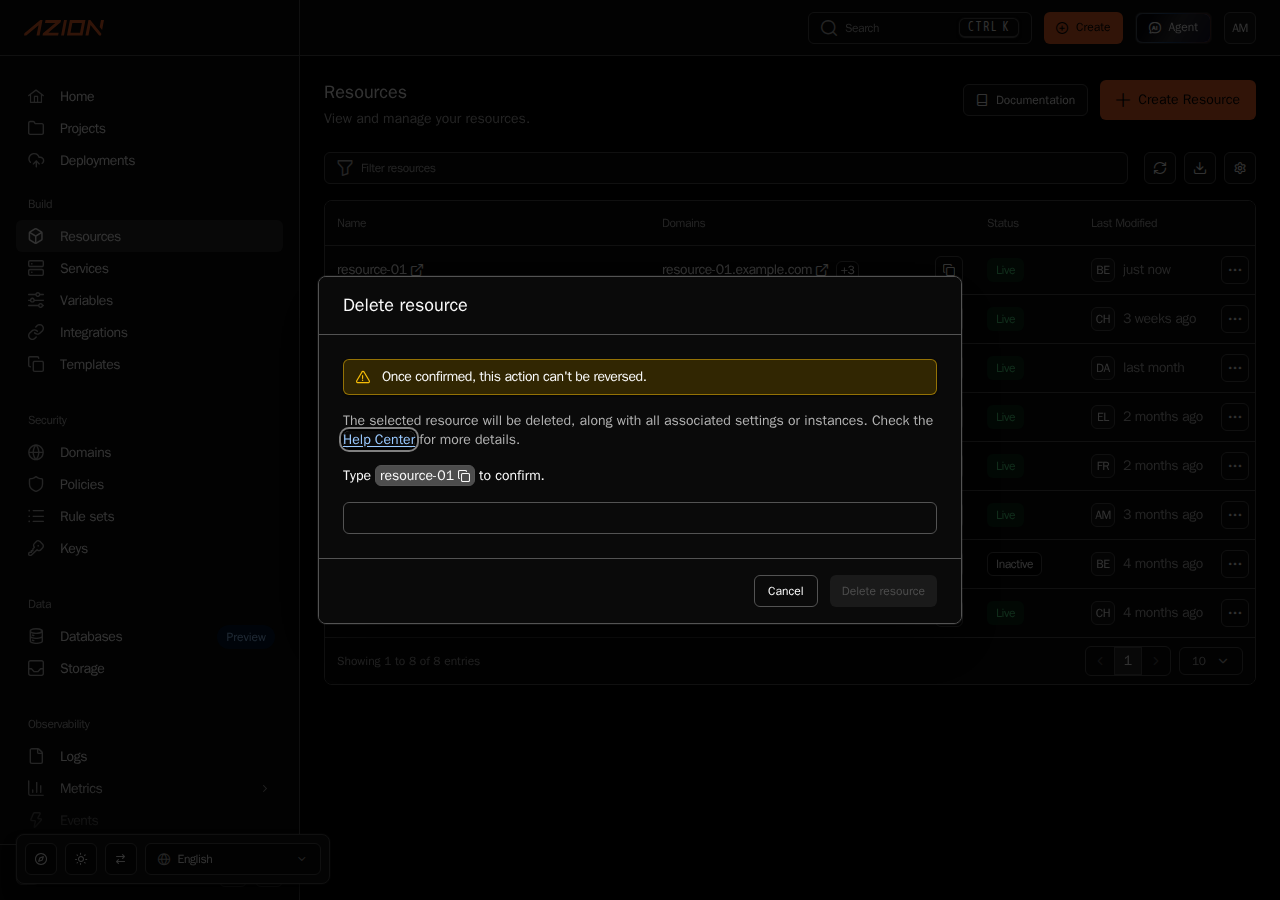 AZION
Search
CTRL K
Create
Agent
AM
Home
Projects
Deployments
Build
Resources
Services
Variables
Integrations
Templates
Security
Domains
Policies
Rule sets
Keys
Data
Databases
Preview
Storage
Observability
Logs
Metrics
Events
English
Resources
View and manage your resources.
Documentation
Create Resource
Filter resources
Name
Domains
Status
Last Modified
resource-01
resource-01.example.com
+3
Live
BE
just now
Live
CH
3 weeks ago
Live
DA
last month
Live
EL
2 months ago
Live
FR
2 months ago
Live
AM
3 months ago
Inactive
BE
4 months ago
Live
CH
4 months ago
Showing 1 to 8 of 8 entries
1
10
Delete resource
Once confirmed, this action can't be reversed.
The selected resource will be deleted, along with all associated settings or instances. Check the
Help Center for more details.
Type resource-01 to confirm.
Cancel
Delete resource